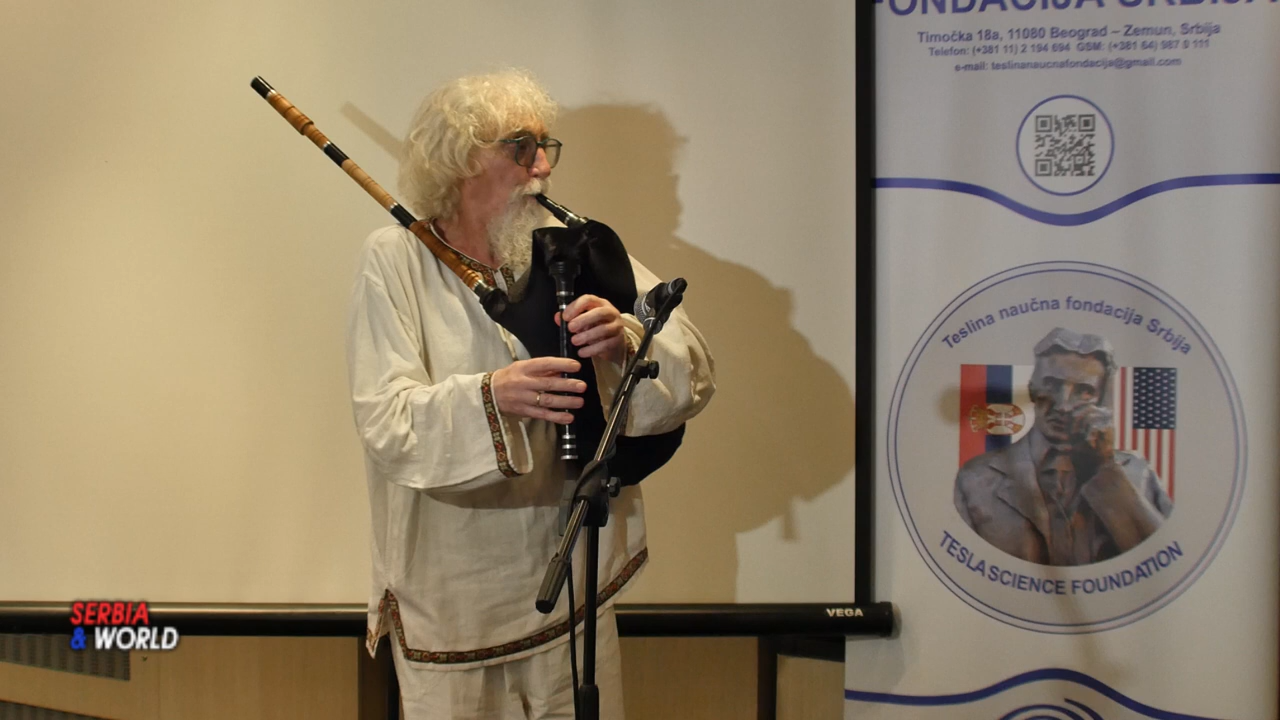 FONDACIJA SRBIJA
Timočka 18a, 11080 Beograd – Zemun, Srbija
Telefon: (+381 11) 2 194 694 GSM: (+381 64) 987 0 111
e-mail: teslinanaucnafondacija@gmail.com
Teslina naučna fondacija Srbija
TESLA SCIENCE FOUNDATION
VEGA
SERBIA
& WORLD